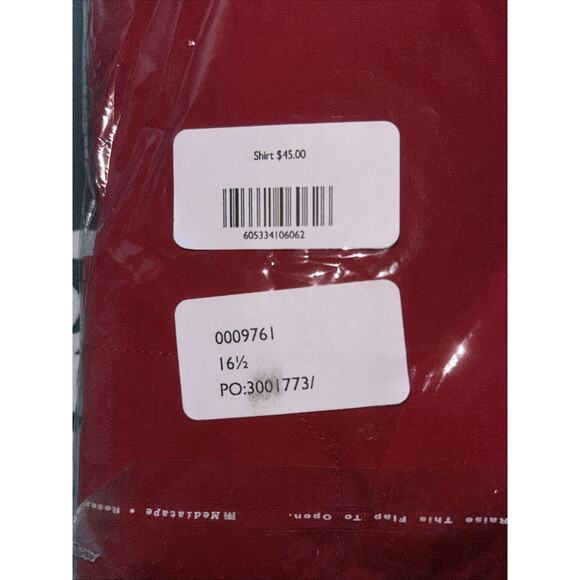 Shirt $45.00
605334106062
0009761
16½
PO:3001773/
Raise This Flap To Open.
Mediatape •